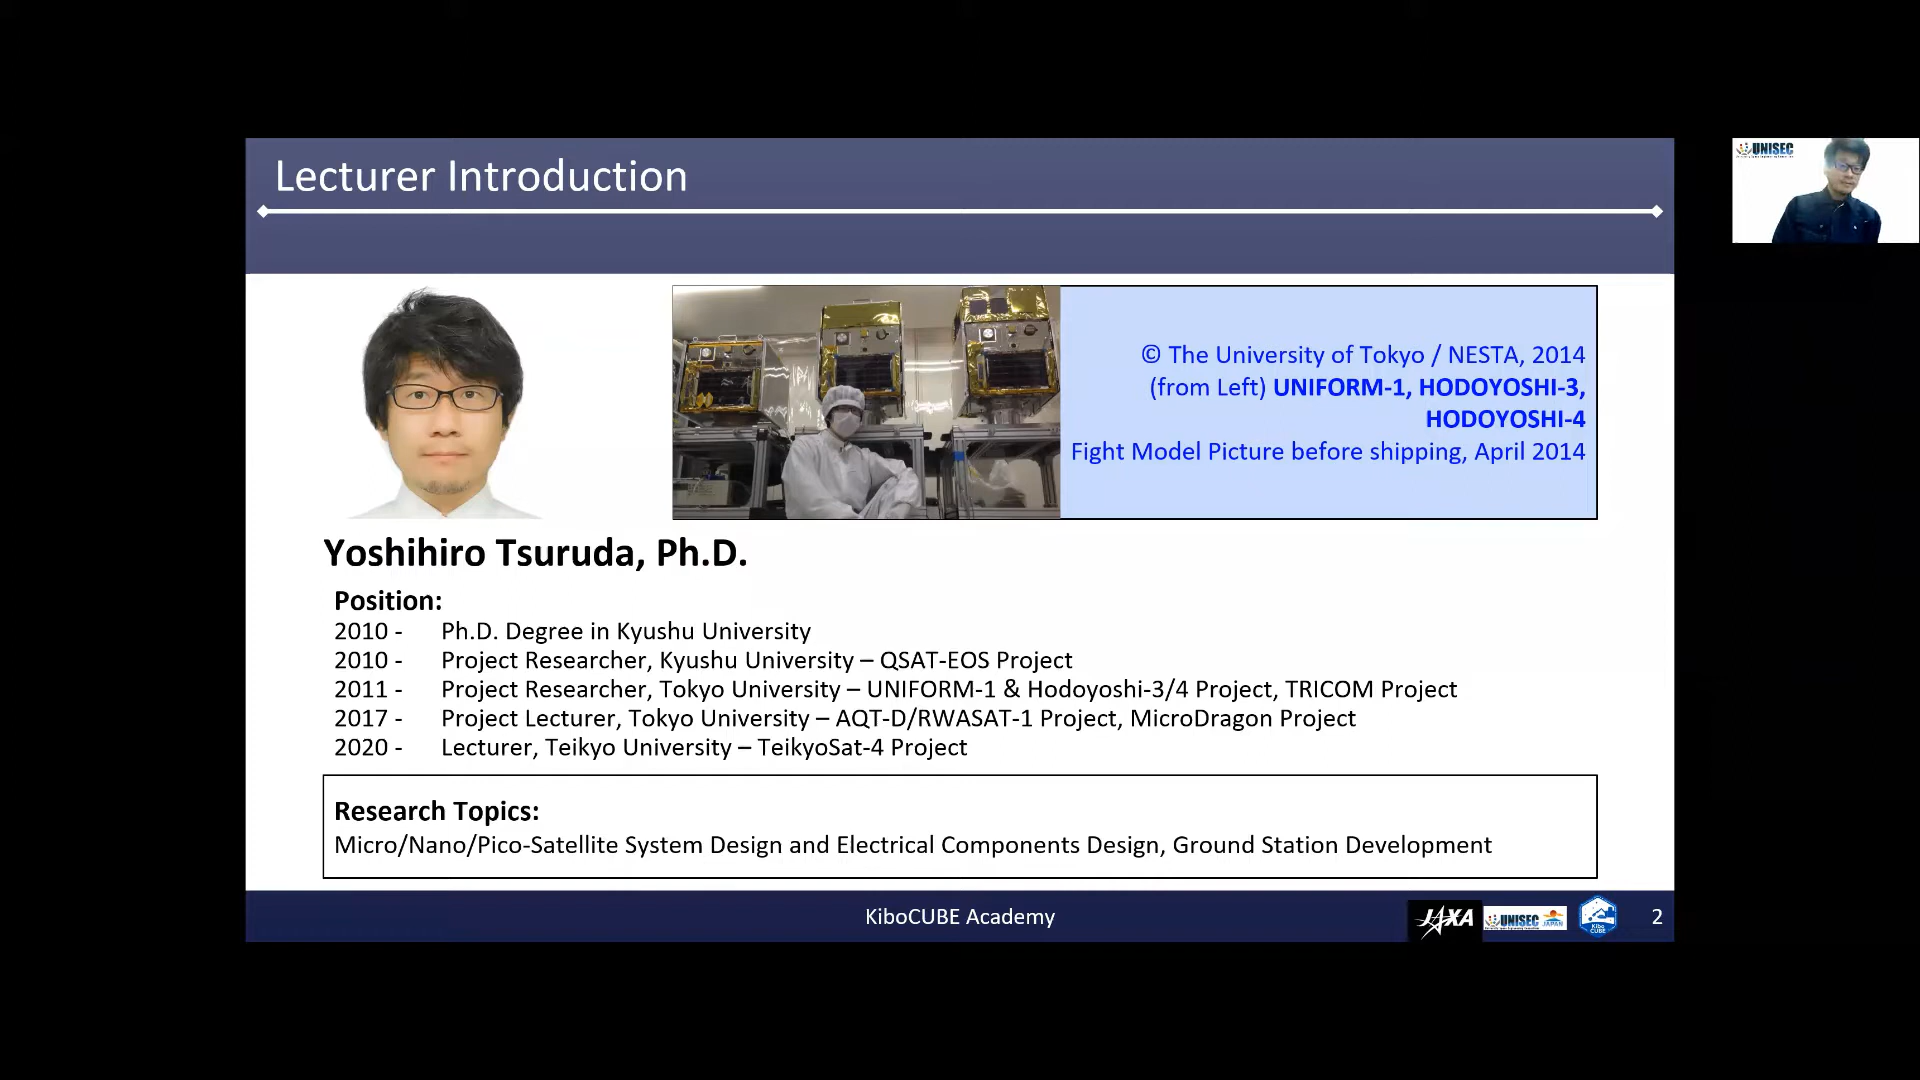 Lecturer Introduction
UNISEC
© The University of Tokyo / NESTA, 2014
(from Left) UNIFORM-1, HODOYOSHI-3,
HODOYOSHI-4
Fight Model Picture before shipping, April 2014
Yoshihiro Tsuruda, Ph.D.
Position:
2010 - Ph.D. Degree in Kyushu University
2010 - Project Researcher, Kyushu University – QSAT-EOS Project
2011 - Project Researcher, Tokyo University – UNIFORM-1 & Hodoyoshi-3/4 Project, TRICOM Project
2017 - Project Lecturer, Tokyo University – AQT-D/RWASAT-1 Project, MicroDragon Project
2020 - Lecturer, Teikyo University – TeikyoSat-4 Project
Research Topics:
Micro/Nano/Pico-Satellite System Design and Electrical Components Design, Ground Station Development
KiboCUBE Academy
JAXA
UNISEC
JAPAN
Kibo
CUBE
2